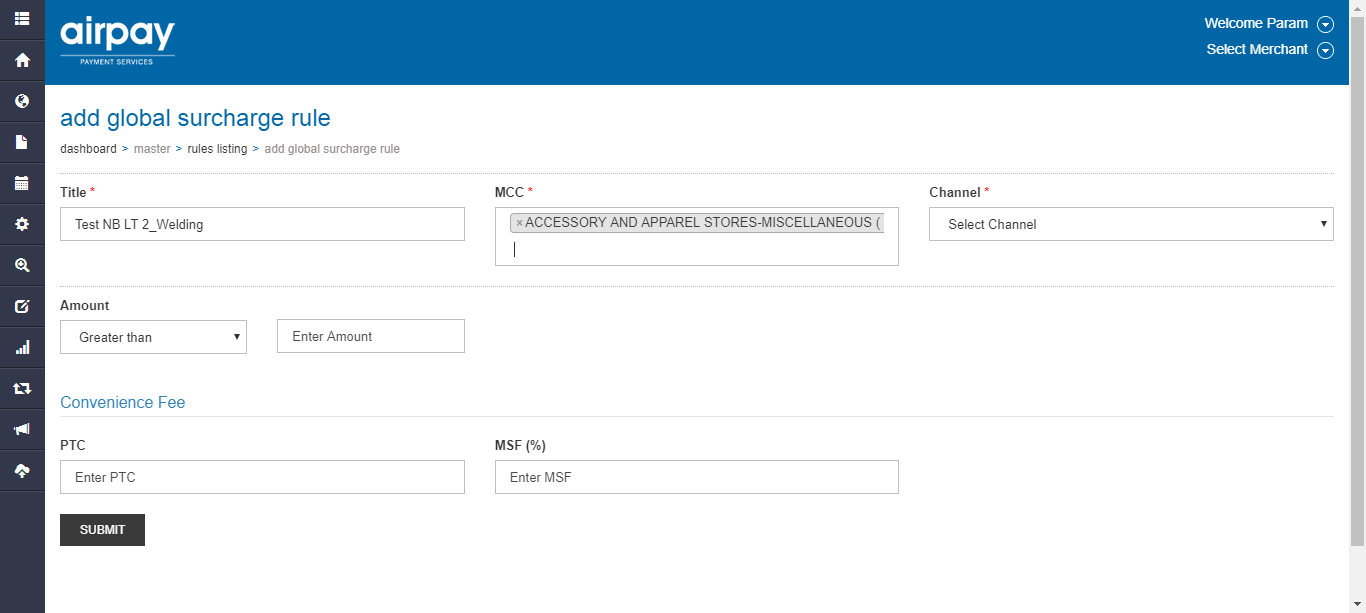 airpay
PAYMENT SERVICES
Welcome Param
Select Merchant
add global surcharge rule
dashboard > master > rules listing > add global surcharge rule
Title * MCC * Channel *
Test NB LT 2_Welding ×ACCESSORY AND APPAREL STORES-MISCELLANEOUS ( Select Channel
Amount
Greater than Enter Amount
Convenience Fee
PTC MSF (%)
Enter PTC Enter MSF
SUBMIT